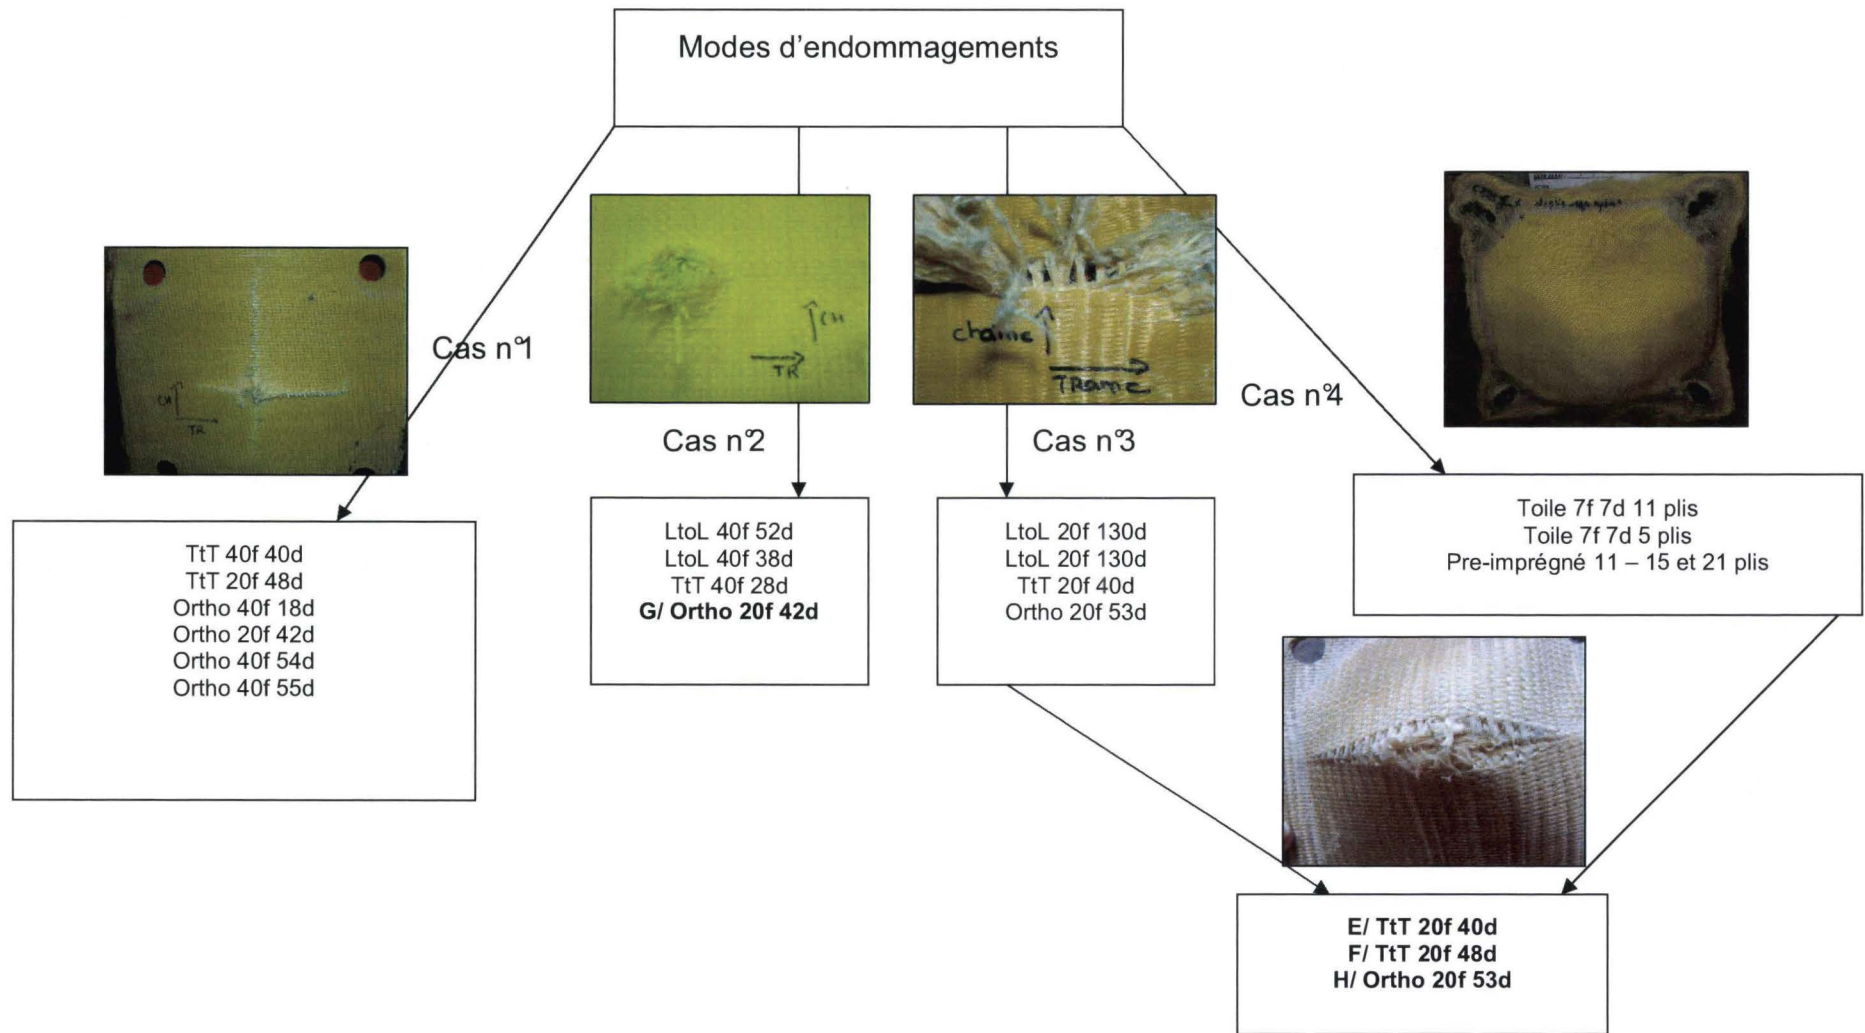 Modes d'endommagements
Cas n°1
CH
TR
TtT 40f 40d
TtT 20f 48d
Ortho 40f 18d
Ortho 20f 42d
Ortho 40f 54d
Ortho 40f 55d
CH
TR
Cas n°2
LtoL 40f 52d
LtoL 40f 38d
TtT 40f 28d
G/ Ortho 20f 42d
chaine
TRame
Cas n°3
LtoL 20f 130d
LtoL 20f 130d
TtT 20f 40d
Ortho 20f 53d
Cas n°4
Toile 7f 7d 11 plis
Toile 7f 7d 5 plis
Pre-imprégné 11 – 15 et 21 plis
E/ TtT 20f 40d
F/ TtT 20f 48d
H/ Ortho 20f 53d